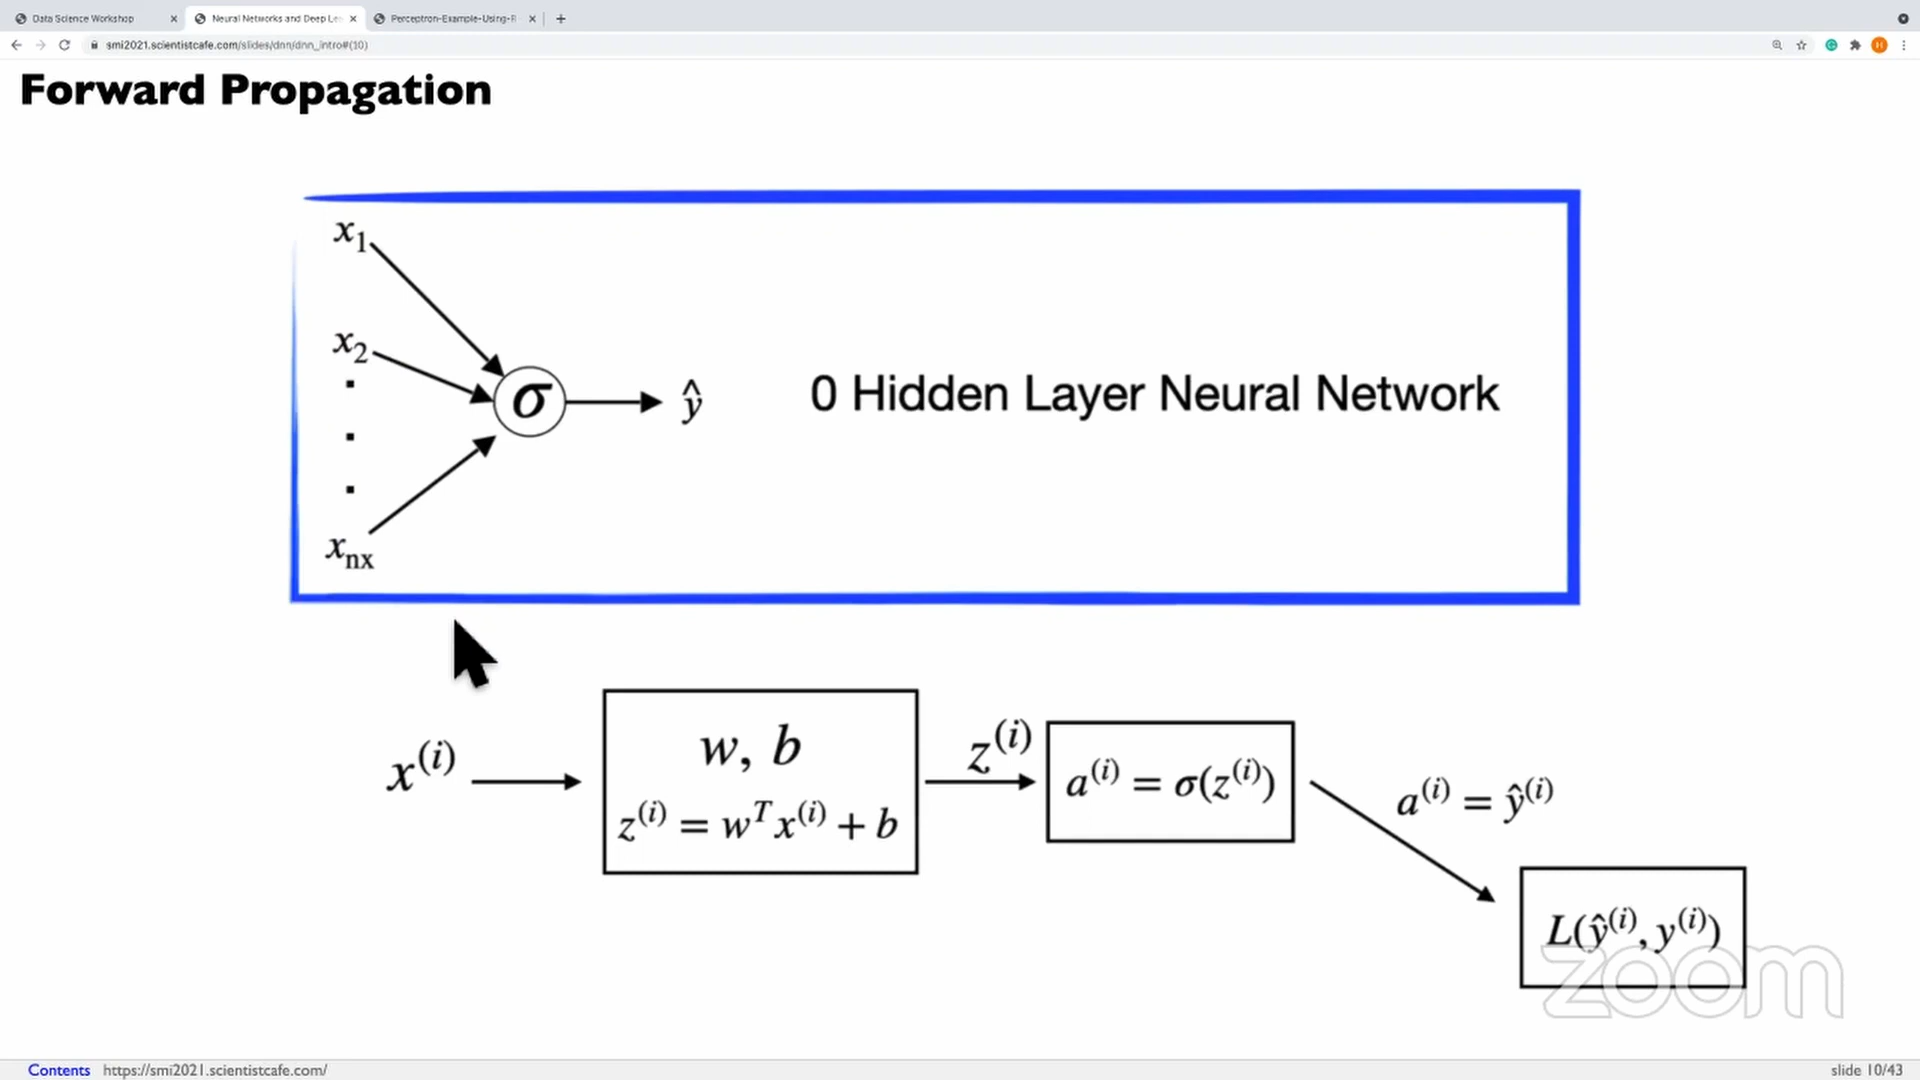 Data Science Workshop
Neural Networks and Deep Le
Perceptron-Example-Using-
smi2021.scientistcafe.com/slides/dnn/dnn_intro#(10)
H
Forward Propagation
x₁
x₂
xₙₓ
σ
ŷ
0 Hidden Layer Neural Network
x⁽ⁱ⁾
w, b
z⁽ⁱ⁾ = wᵀx⁽ⁱ⁾ + b
z⁽ⁱ⁾
a⁽ⁱ⁾ = σ(z⁽ⁱ⁾)
a⁽ⁱ⁾ = ŷ⁽ⁱ⁾
L(ŷ⁽ⁱ⁾, y⁽ⁱ⁾)
zoom
Contents https://smi2021.scientistcafe.com/
slide 10/43